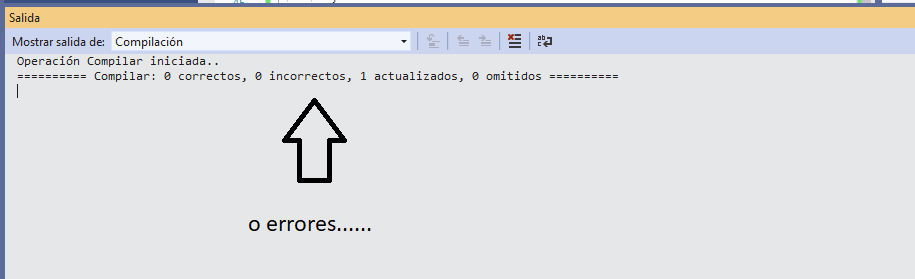 Salida
Mostrar salida de: Compilación
Operación Compilar iniciada..
========== Compilar: 0 correctos, 0 incorrectos, 1 actualizados, 0 omitidos ==========
o errores......